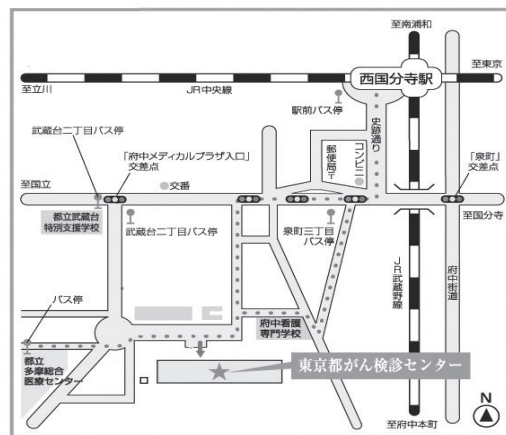 至南浦和
西国分寺駅
至東京
至立川
JR中央線
駅前バス停
史跡通り
武蔵台二丁目バス停
「府中メディカルプラザ入口」
交差点
交番
郵便局〒
コンビニ
「泉町」
交差点
至国立
至国分寺
都立武蔵台
特別支援学校
武蔵台二丁目バス停
泉町三丁目
バス停
JR武蔵野線
府中街道
バス停
府中看護
専門学校
都立
多摩総合
医療センター
東京都がん検診センター
N
至府中本町